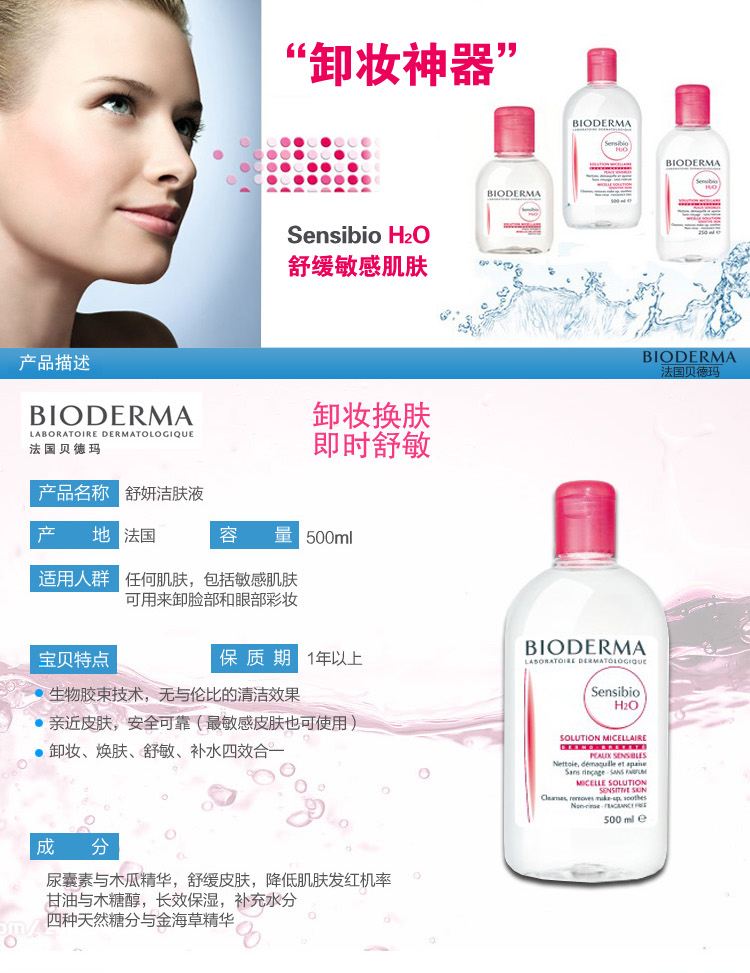 “卸妆神器”
BIODERMA
LABORATOIRE DERMATOLOGIQUE
Sensibio
H2O
SOLUTION MICELLAIRE
PEAUX SENSIBLES
MICELLE SOLUTION
500 ml e
BIODERMA
Sensibio
H2O
SOLUTION MICELLAIRE
MICELLE SOLUTION
250 ml e
BIODERMA
Sensibio
H2O
Sensibio H2O
舒缓敏感肌肤
产品描述
BIODERMA
法国贝德玛
BIODERMA
LABORATOIRE DERMATOLOGIQUE
法国贝德玛
卸妆换肤
即时舒敏
产品名称 舒妍洁肤液
产 地 法国 容 量 500ml
适用人群 任何肌肤，包括敏感肌肤
可用来卸脸部和眼部彩妆
宝贝特点 保 质 期 1年以上
• 生物胶束技术，无与伦比的清洁效果
• 亲近皮肤，安全可靠（最敏感皮肤也可使用）
• 卸妆、焕肤、舒敏、补水四效合一
BIODERMA
LABORATOIRE DERMATOLOGIQUE
Sensibio
H2O
SOLUTION MICELLAIRE
DERMO-BREVETÉ
PEAUX SENSIBLES
Nettoie, démaquille et apaise
Sans rinçage - SANS PARFUM
MICELLE SOLUTION
SENSITIVE SKIN
Cleanses, removes make-up, soothes
Non-rinse - FRAGRANCE FREE
500 ml e
成 分
尿囊素与木瓜精华，舒缓皮肤，降低肌肤发红机率
甘油与木糖醇，长效保湿，补充水分
四种天然糖分与金海草精华